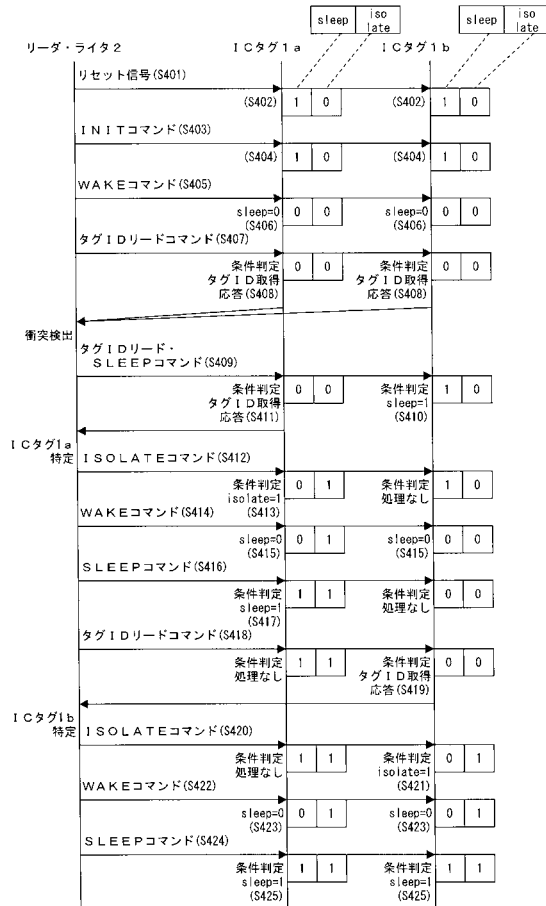 sleep iso late sleep iso late
リーダ・ライタ2 ICタグ1a ICタグ1b
リセット信号(S401)
(S402) 1 0 (S402) 1 0
INITコマンド(S403)
(S404) 1 0 (S404) 1 0
WAKEコマンド(S405)
sleep=0 0 0 sleep=0 0 0
(S406) (S406)
タグIDリードコマンド(S407)
条件判定 0 0 条件判定 0 0
タグID取得 タグID取得
応答(S408) 応答(S408)
衝突検出
タグIDリード・
SLEEPコマンド(S409)
条件判定 0 0 条件判定 1 0
タグID取得 sleep=1
応答(S411) (S410)
ICタグ1a
特定
ISOLATEコマンド(S412)
条件判定 0 1 条件判定 1 0
isolate=1 処理なし
(S413)
WAKEコマンド(S414)
sleep=0 0 1 sleep=0 0 0
(S415) (S415)
SLEEPコマンド(S416)
条件判定 1 1 条件判定 0 0
sleep=1 処理なし
(S417)
タグIDリードコマンド(S418)
条件判定 1 1 条件判定 0 0
処理なし タグID取得
応答(S419)
ICタグ1b
特定
ISOLATEコマンド(S420)
条件判定 1 1 条件判定 0 1
処理なし isolate=1
(S421)
WAKEコマンド(S422)
sleep=0 0 1 sleep=0 0 1
(S423) (S423)
SLEEPコマンド(S424)
条件判定 1 1 条件判定 1 1
sleep=1 sleep=1
(S425) (S425)